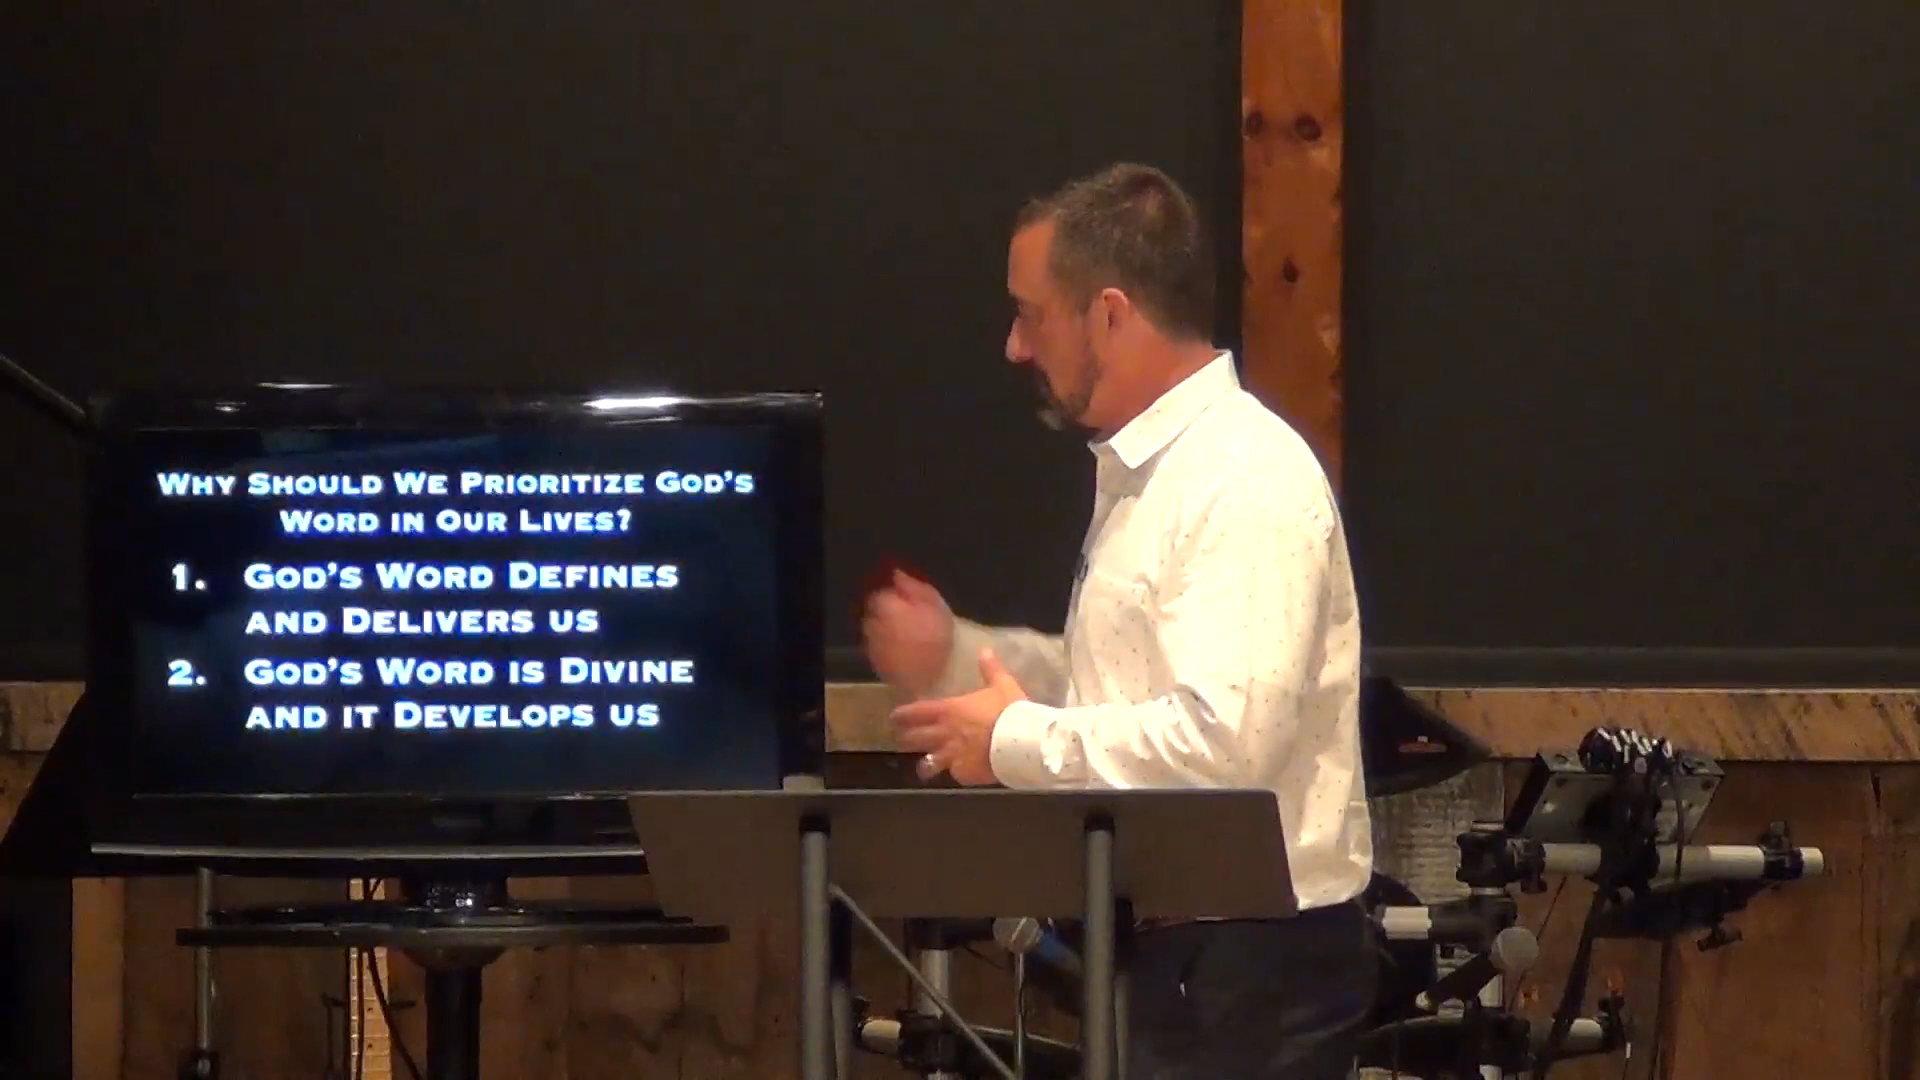 Why Should We Prioritize God's
Word in Our Lives?
1. God's Word Defines
and Delivers us
2. God's Word is Divine
and it Develops us